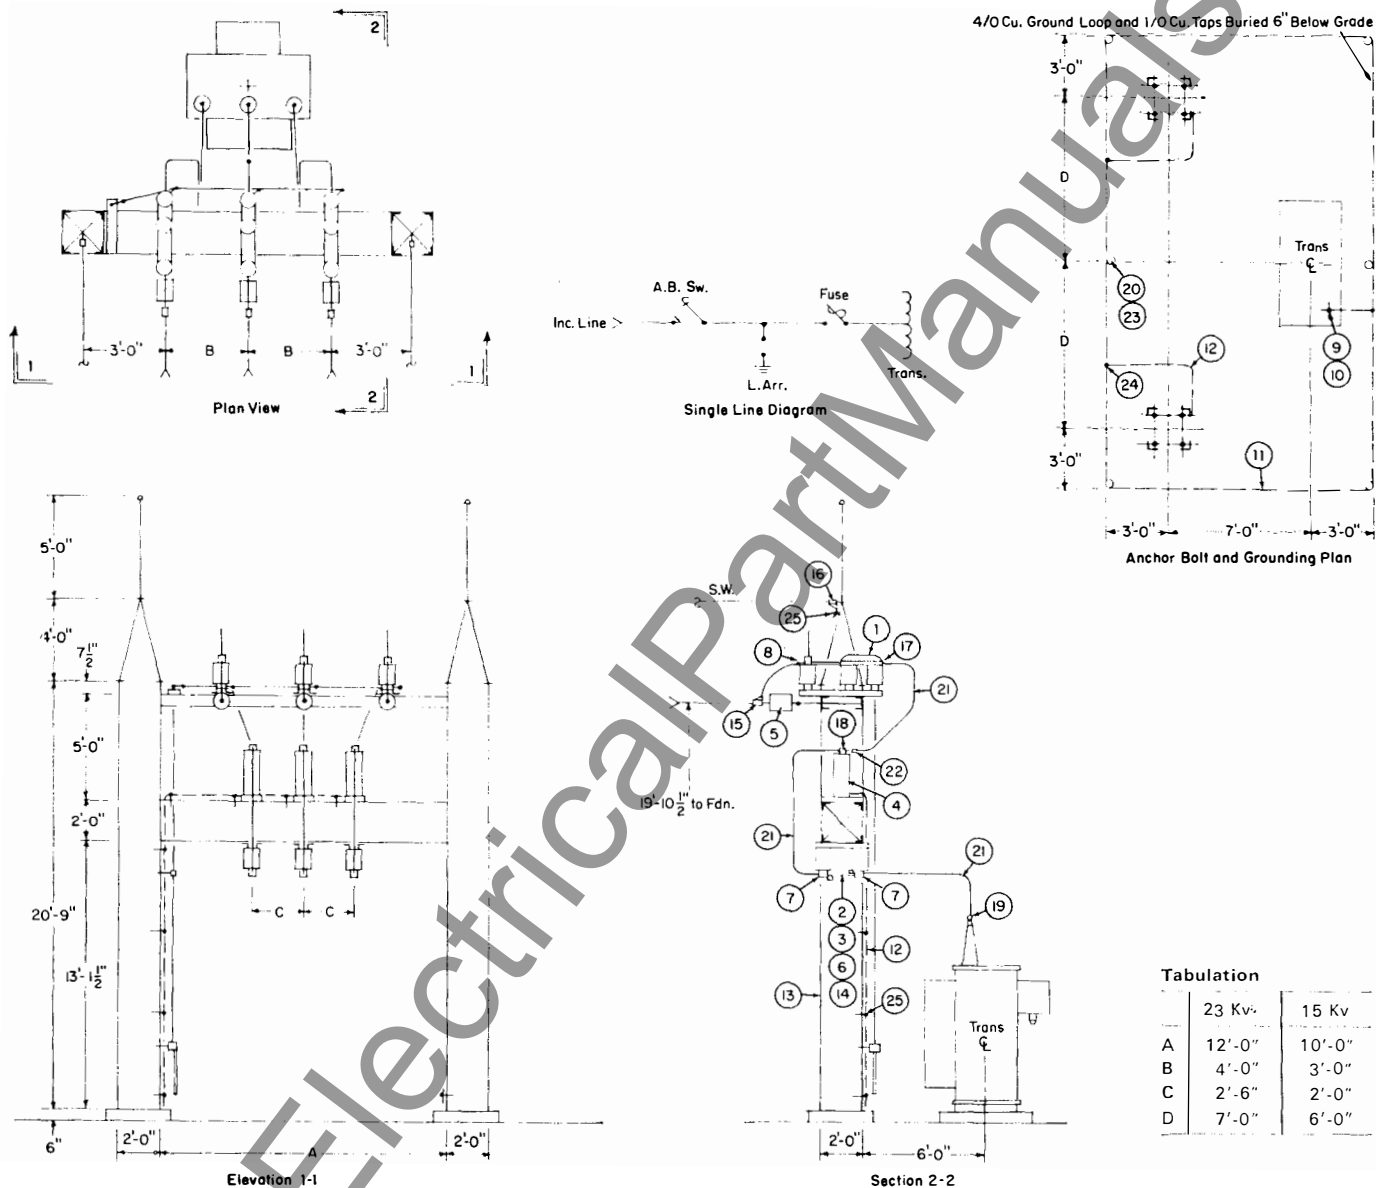 2
3'-0"
B
B
3'-0"
1
1
2
Plan View
Inc. Line
A.B. Sw.
L. Arr.
Fuse
Trans.
Single Line Diagram
4/0 Cu. Ground Loop and 1/0 Cu. Taps Buried 6" Below Grade
3'-0"
D
D
3'-0"
Trans
℄
20
23
9
10
12
24
11
3'-0"
7'-0"
3'-0"
Anchor Bolt and Grounding Plan
5'-0"
4'-0"
7 1/2"
5'-0"
2'-0"
20'-9"
13'-1 1/2"
6"
C
C
2'-0"
A
2'-0"
Elevation 1-1
S.W.
16
25
1
8
17
21
15
5
18
22
4
19'-10 1/2" to Fdn.
21
21
7
7
2
3
6
14
19
12
13
25
Trans
℄
2'-0"
6'-0"
Section 2-2
Tabulation
23 Kv 15 Kv
A 12'-0" 10'-0"
B 4'-0" 3'-0"
C 2'-6" 2'-0"
D 7'-0" 6'-0"
ElectricalPartManuals